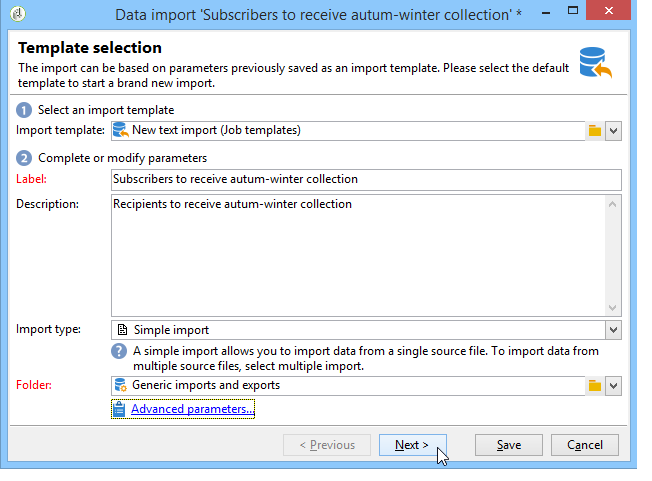 Data import 'Subscribers to receive autum-winter collection' *
Template selection
The import can be based on parameters previously saved as an import template. Please select the default
template to start a brand new import.
1 Select an import template
Import template: New text import (Job templates)
2 Complete or modify parameters
Label: Subscribers to receive autum-winter collection
Description: Recipients to receive autum-winter collection
Import type: Simple import
? A simple import allows you to import data from a single source file. To import data from
multiple source files, select multiple import.
Folder: Generic imports and exports
Advanced parameters...
< Previous Next > Save Cancel